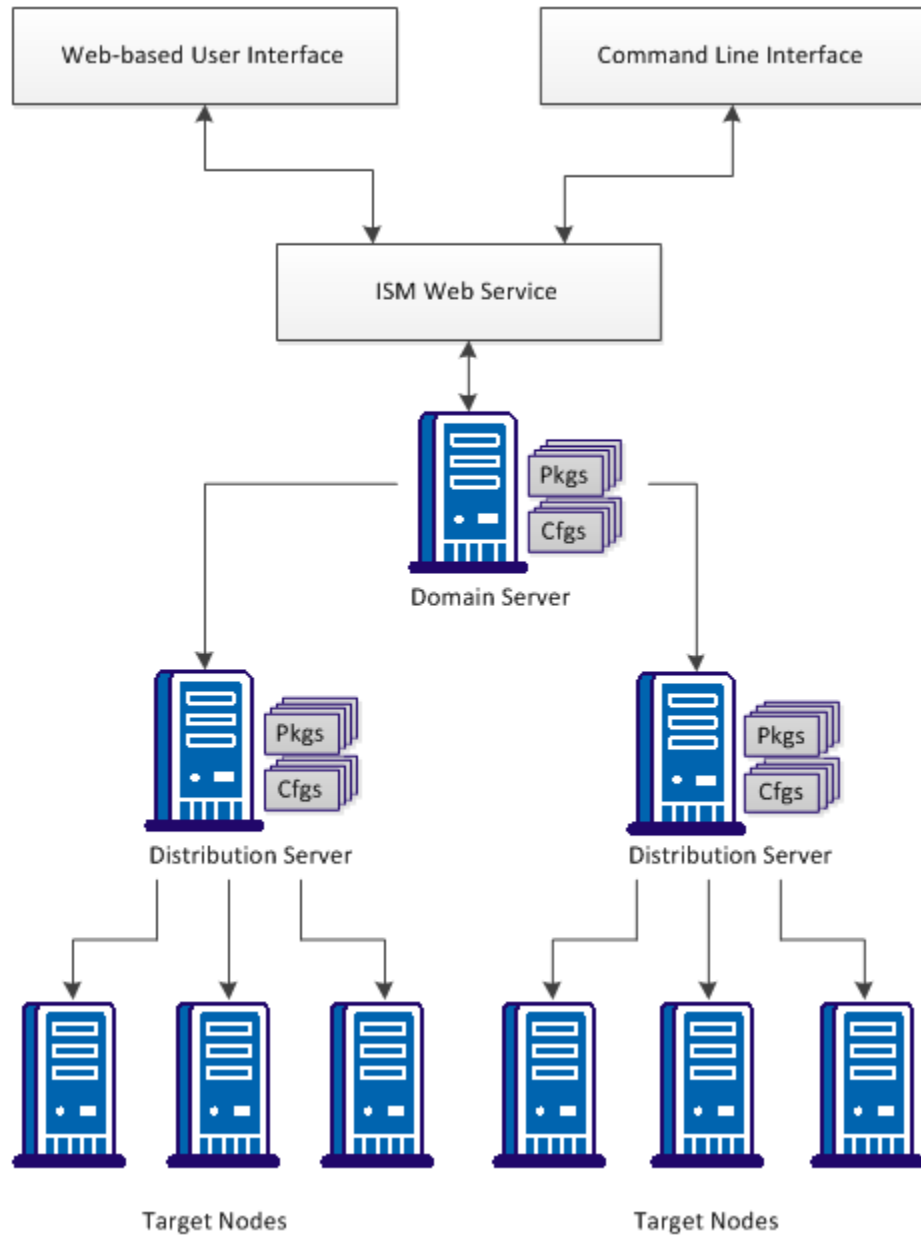 Web-based User Interface
Command Line Interface
ISM Web Service
Pkgs
Cfgs
Domain Server
Pkgs
Cfgs
Distribution Server
Pkgs
Cfgs
Distribution Server
Target Nodes
Target Nodes